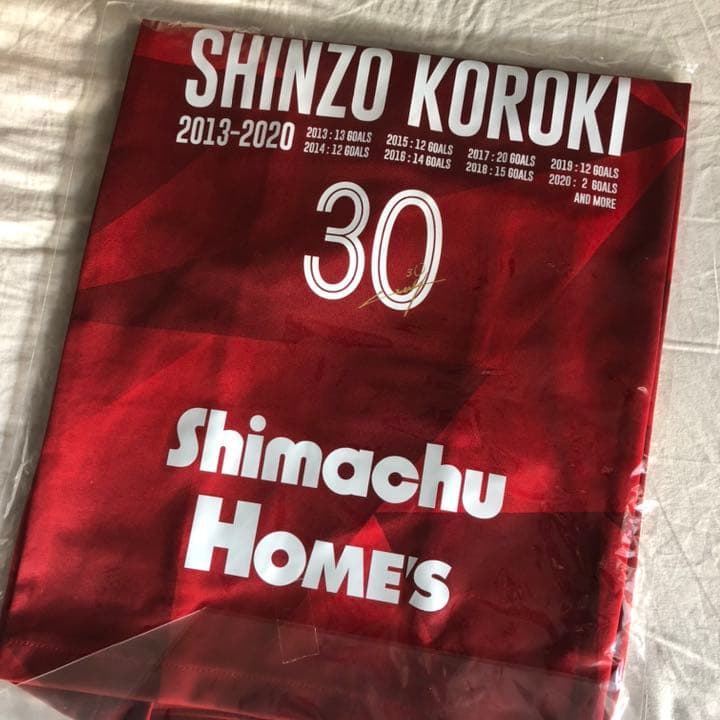 SHINZO KOROKI
2013-2020
2013 : 13 GOALS 2015 : 12 GOALS 2017 : 20 GOALS 2019 : 12 GOALS
2014 : 12 GOALS 2016 : 14 GOALS 2018 : 15 GOALS 2020 : 2 GOALS
AND MORE
30
30
Shimachu
HOME'S